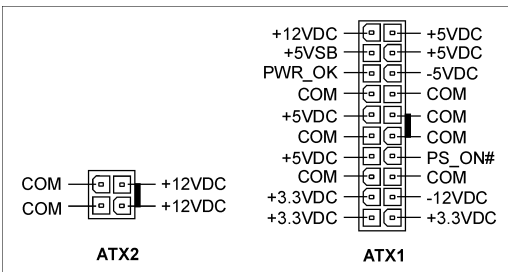 +12VDC +5VDC
+5VSB +5VDC
PWR_OK -5VDC
COM COM
+5VDC COM
COM COM
+5VDC PS_ON#
COM COM
+3.3VDC -12VDC
+3.3VDC +3.3VDC
COM +12VDC
COM +12VDC
ATX2 ATX1